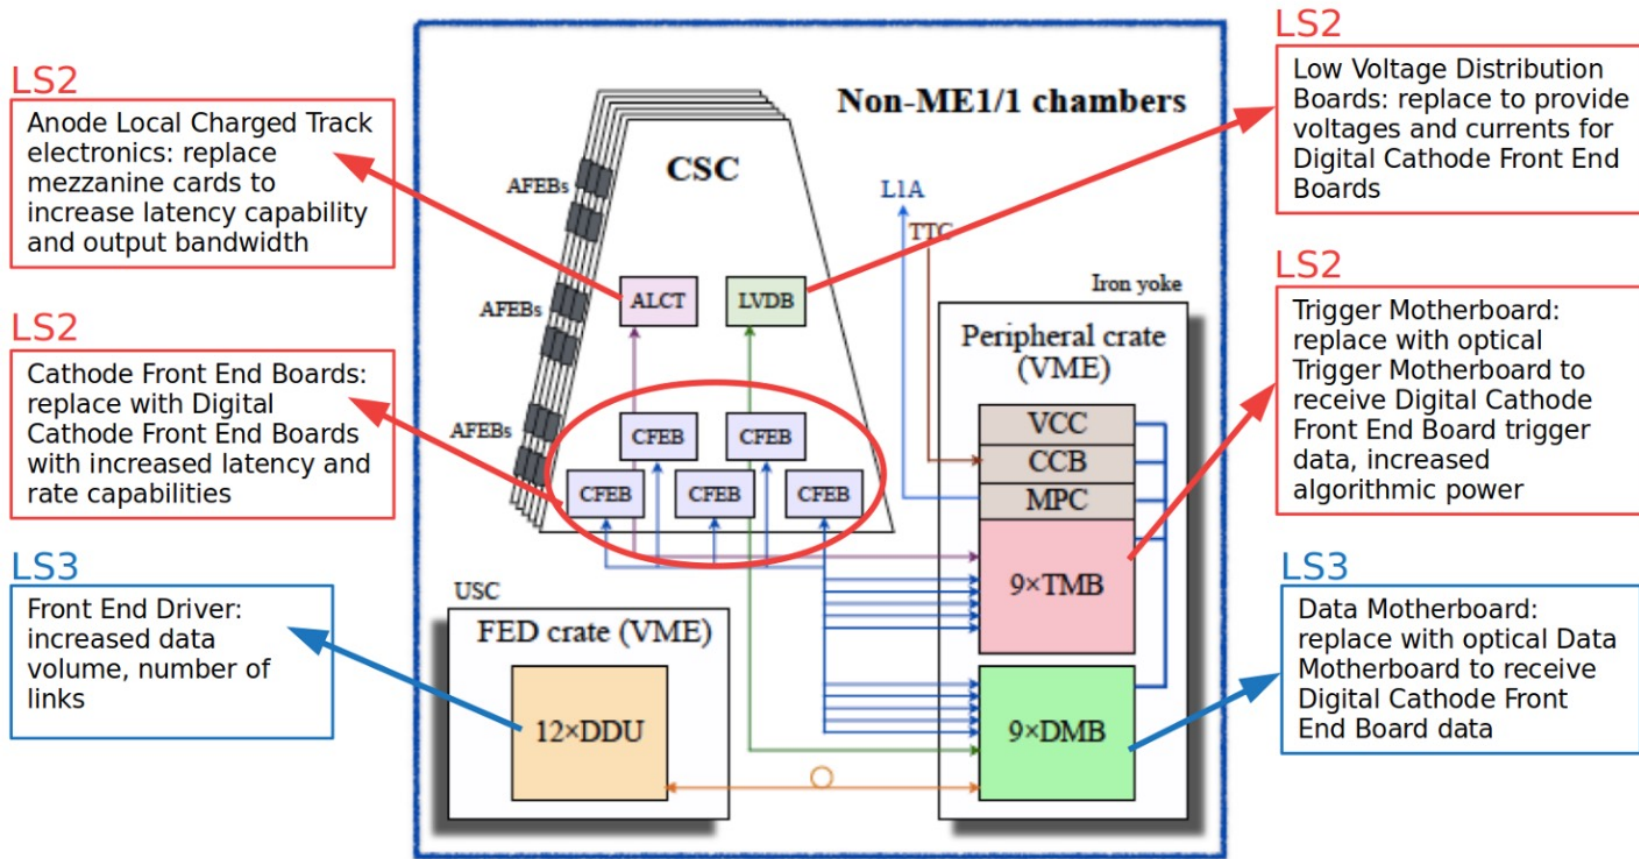 LS2
Anode Local Charged Track
electronics: replace
mezzanine cards to
increase latency capability
and output bandwidth
LS2
Cathode Front End Boards:
replace with Digital
Cathode Front End Boards
with increased latency and
rate capabilities
LS3
Front End Driver:
increased data
volume, number of
links
Non-ME1/1 chambers
CSC
AFEBs
AFEBs
AFEBs
ALCT
LVDB
CFEB
CFEB
CFEB
CFEB
CFEB
L1A
TTC
Iron yoke
Peripheral crate
(VME)
VCC
CCB
MPC
9×TMB
9×DMB
USC
FED crate (VME)
12×DDU
LS2
Low Voltage Distribution
Boards: replace to provide
voltages and currents for
Digital Cathode Front End
Boards
LS2
Trigger Motherboard:
replace with optical
Trigger Motherboard to
receive Digital Cathode
Front End Board trigger
data, increased
algorithmic power
LS3
Data Motherboard:
replace with optical Data
Motherboard to receive
Digital Cathode Front
End Board data